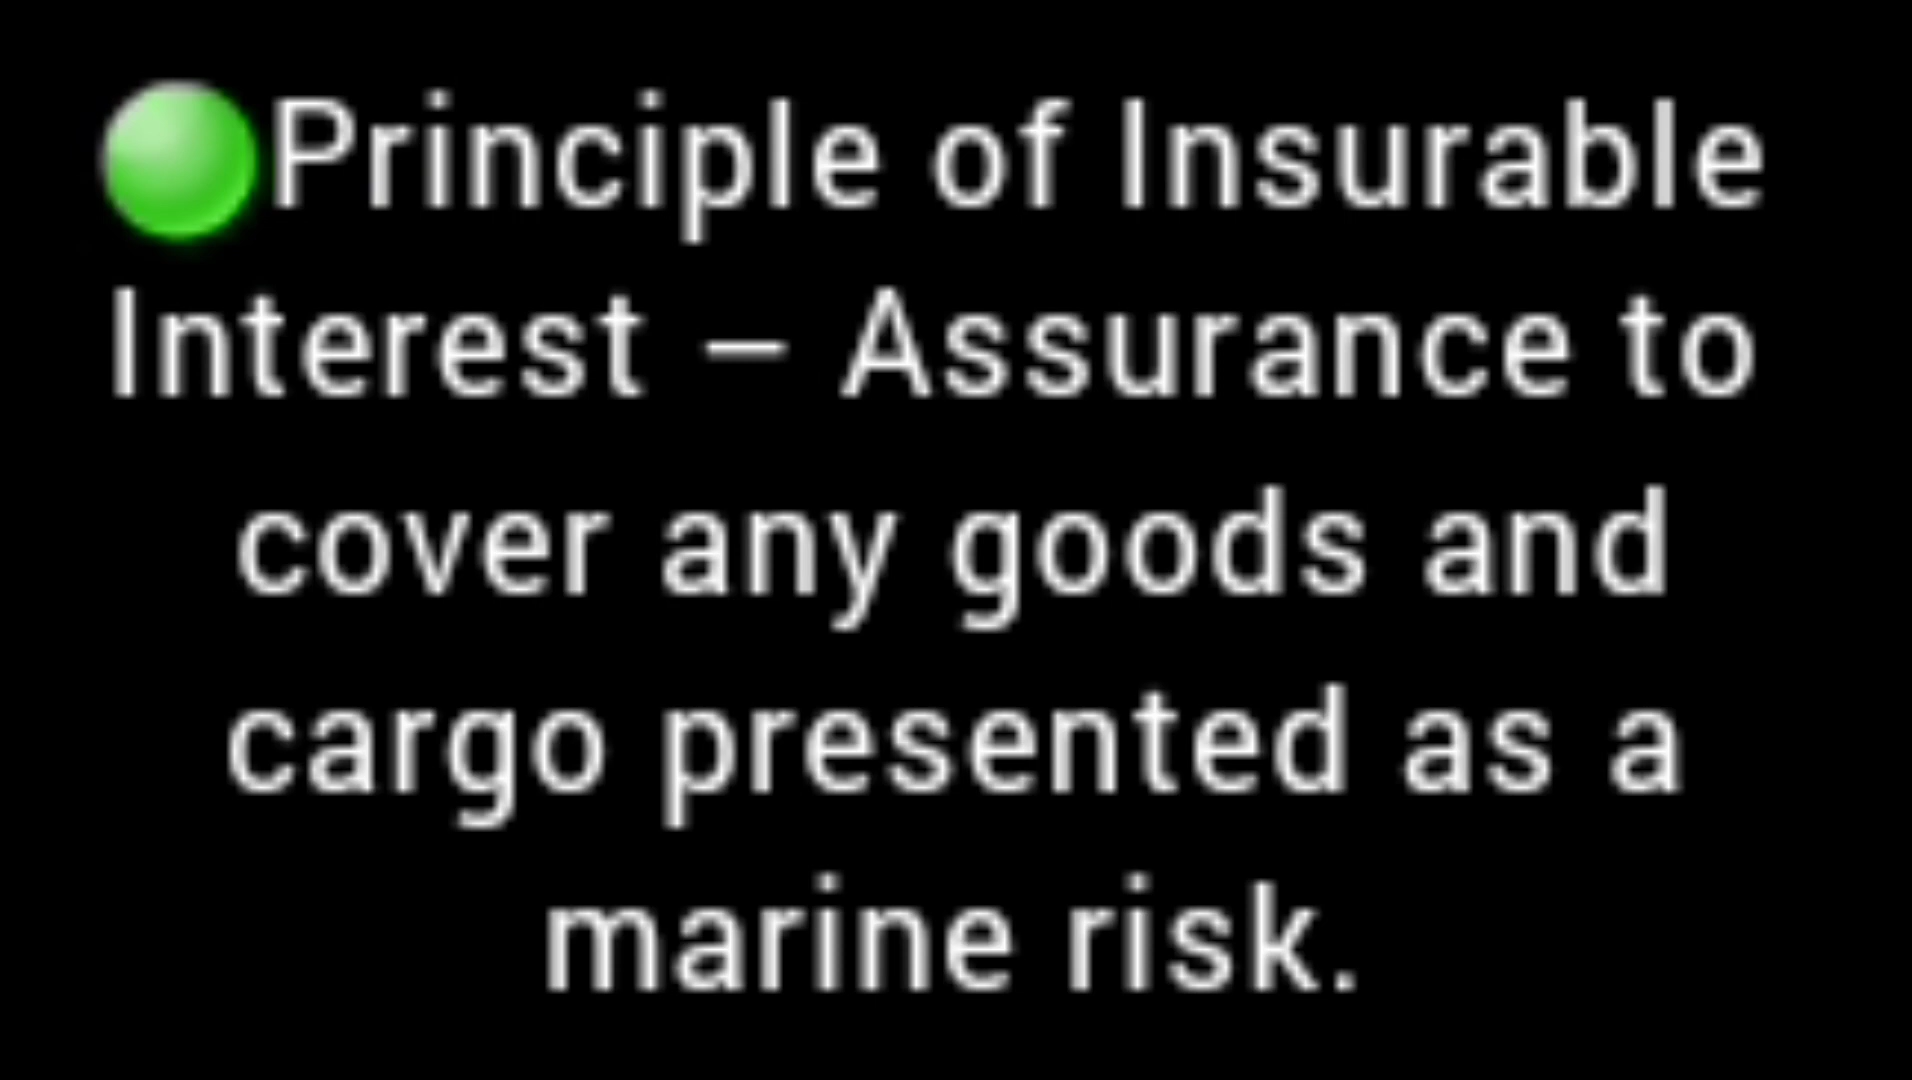 🟢Principle of Insurable
Interest – Assurance to
cover any goods and
cargo presented as a
marine risk.